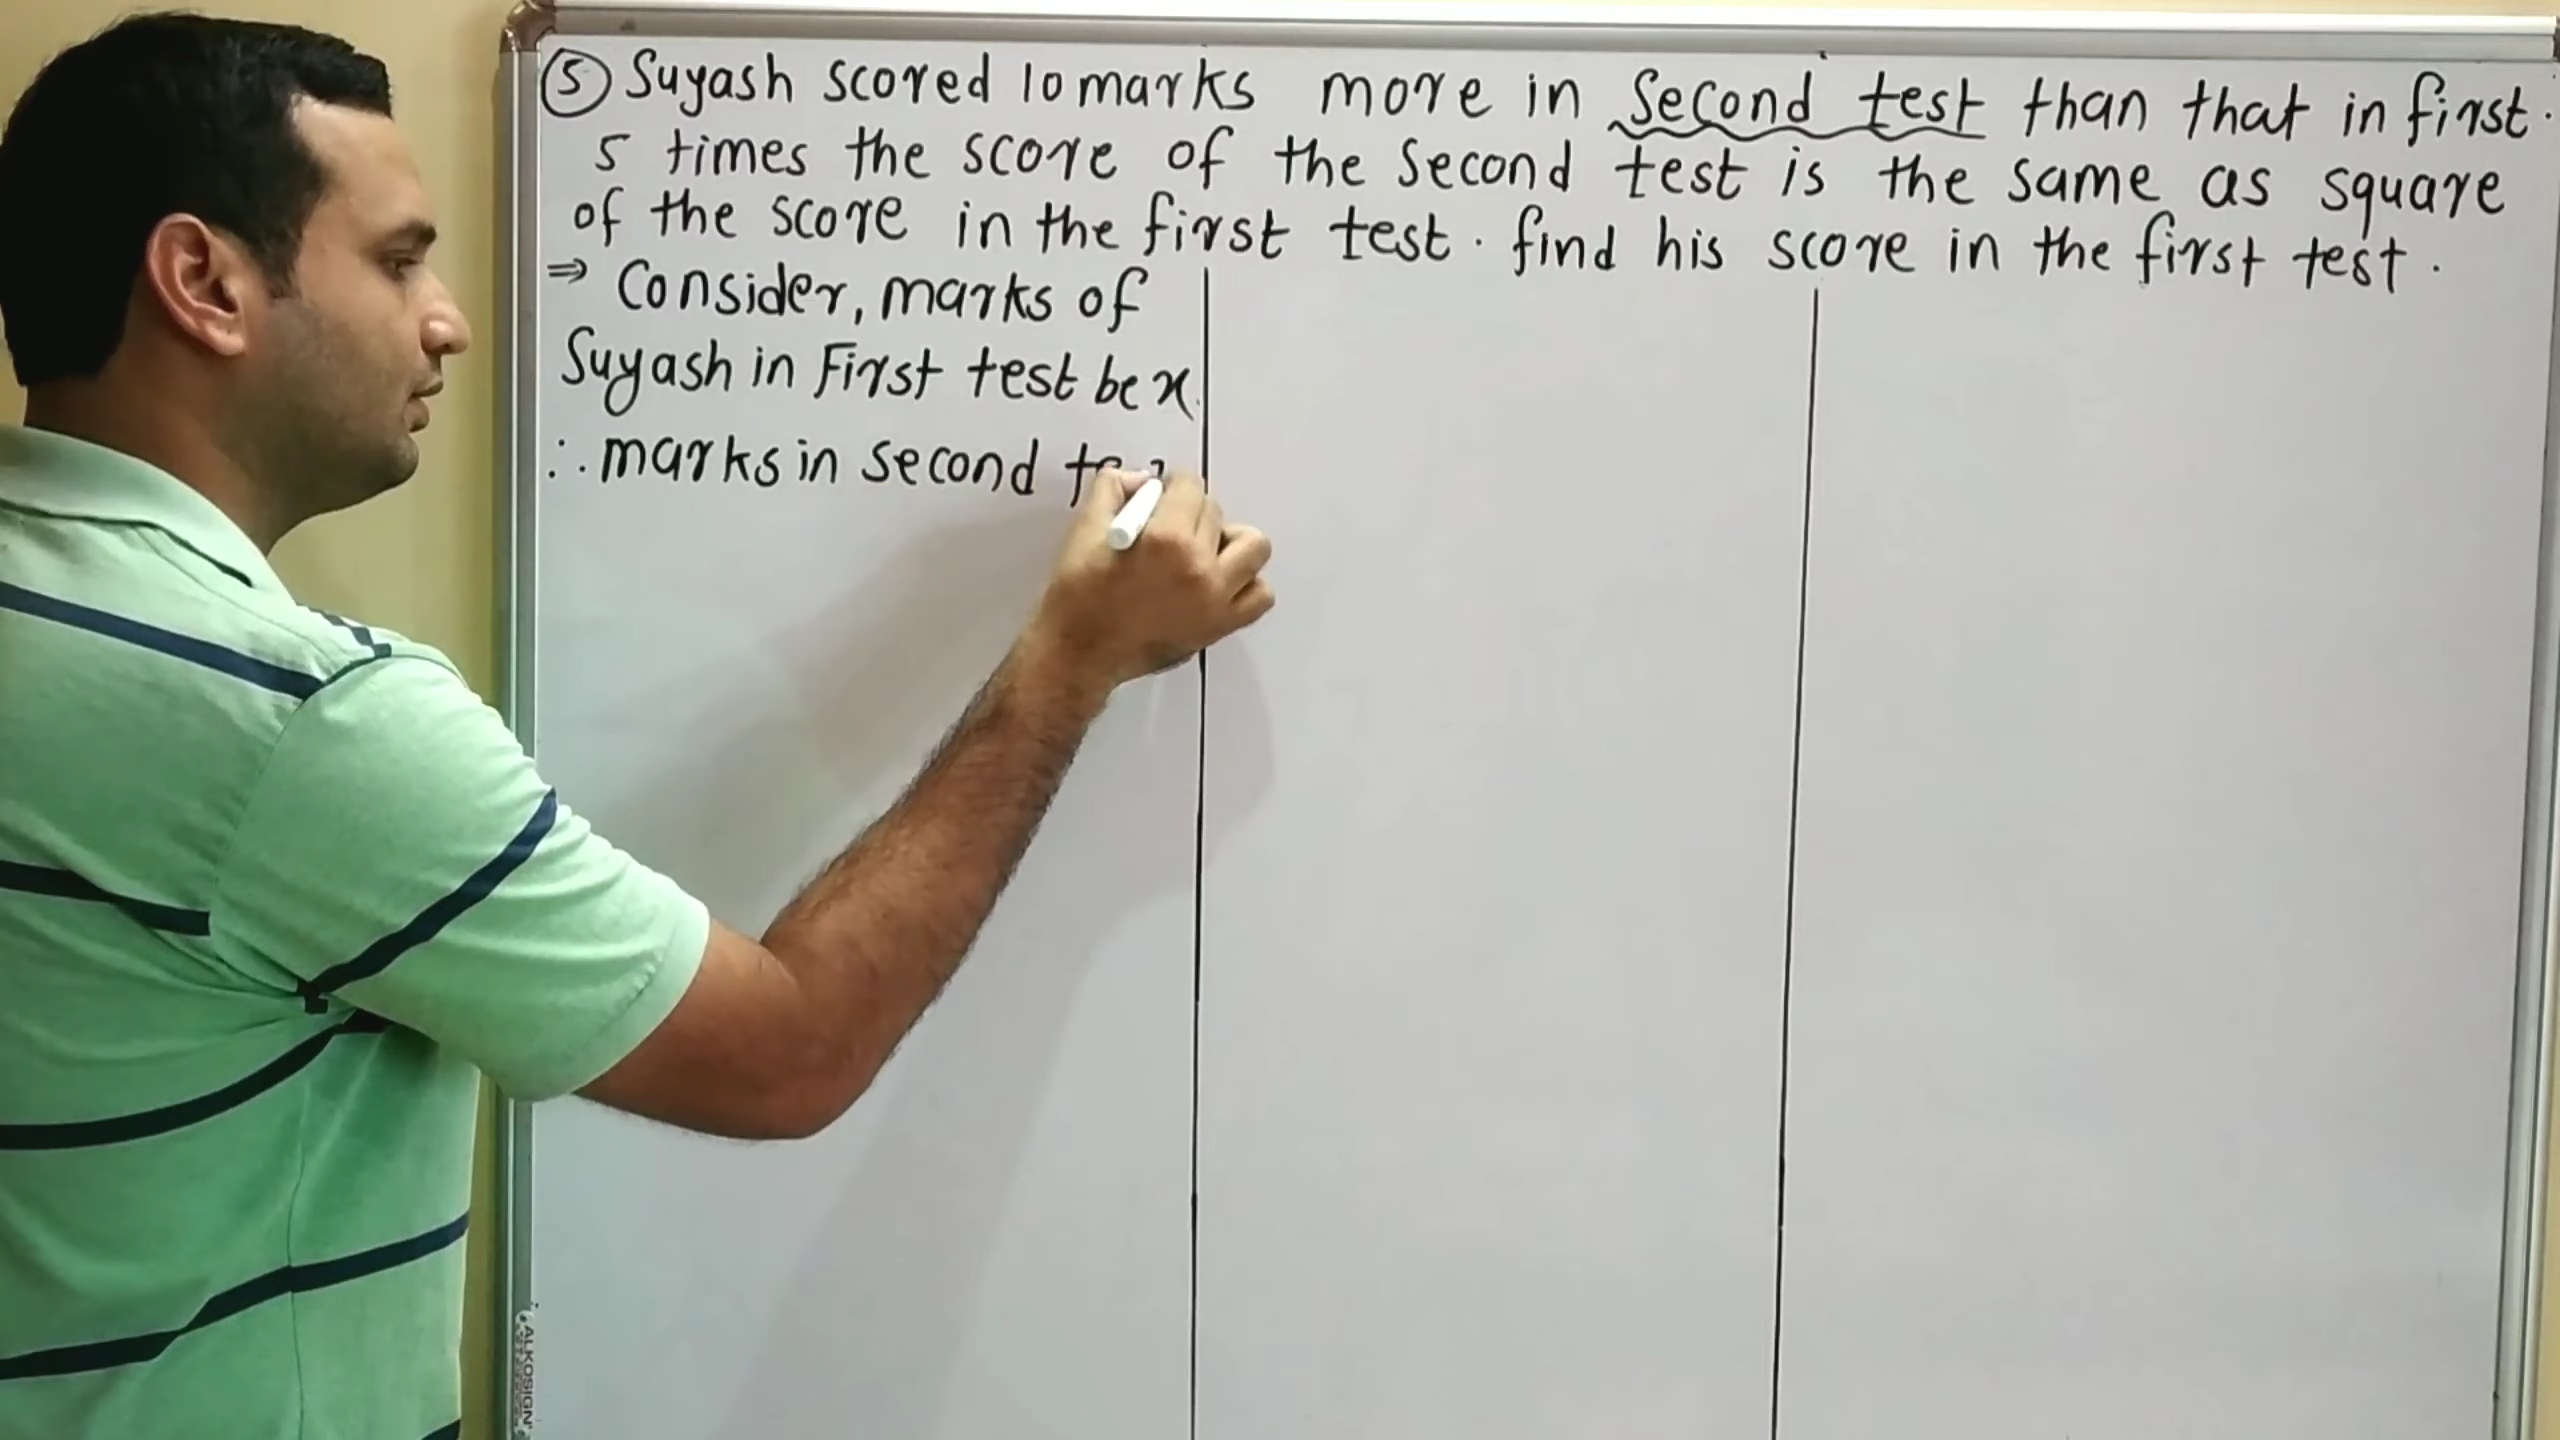 ⑤ Suyash scored 10 marks more in Second test than that in first.
5 times the score of the second test is the same as square
of the score in the first test. find his score in the first test.
⇒ Consider, marks of
Suyash in First test be x.
∴ marks in second
ALKOSIGN